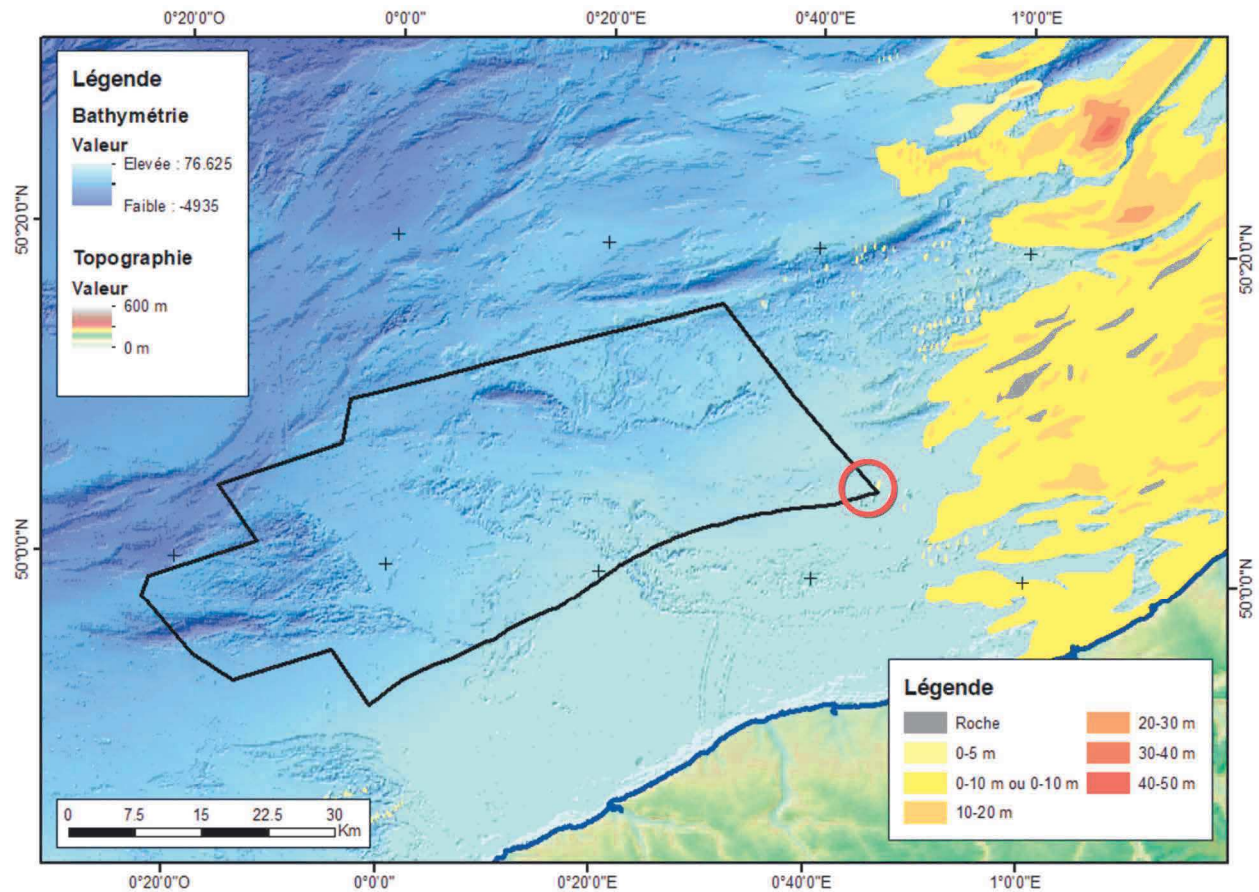 0°20'0"O 0°0'0" 0°20'0"E 0°40'0"E 1°0'0"E
Légende
Bathymétrie
Valeur
Elevée : 76.625
Faible : -4935
Topographie
Valeur
600 m
0 m
50°20'0"N
50°20'0"N
50°0'0"N
50°0'0"N
Légende
Roche
0-5 m
0-10 m ou 0-10 m
10-20 m
20-30 m
30-40 m
40-50 m
0 7.5 15 22.5 30
Km
0°20'0"O 0°0'0" 0°20'0"E 0°40'0"E 1°0'0"E